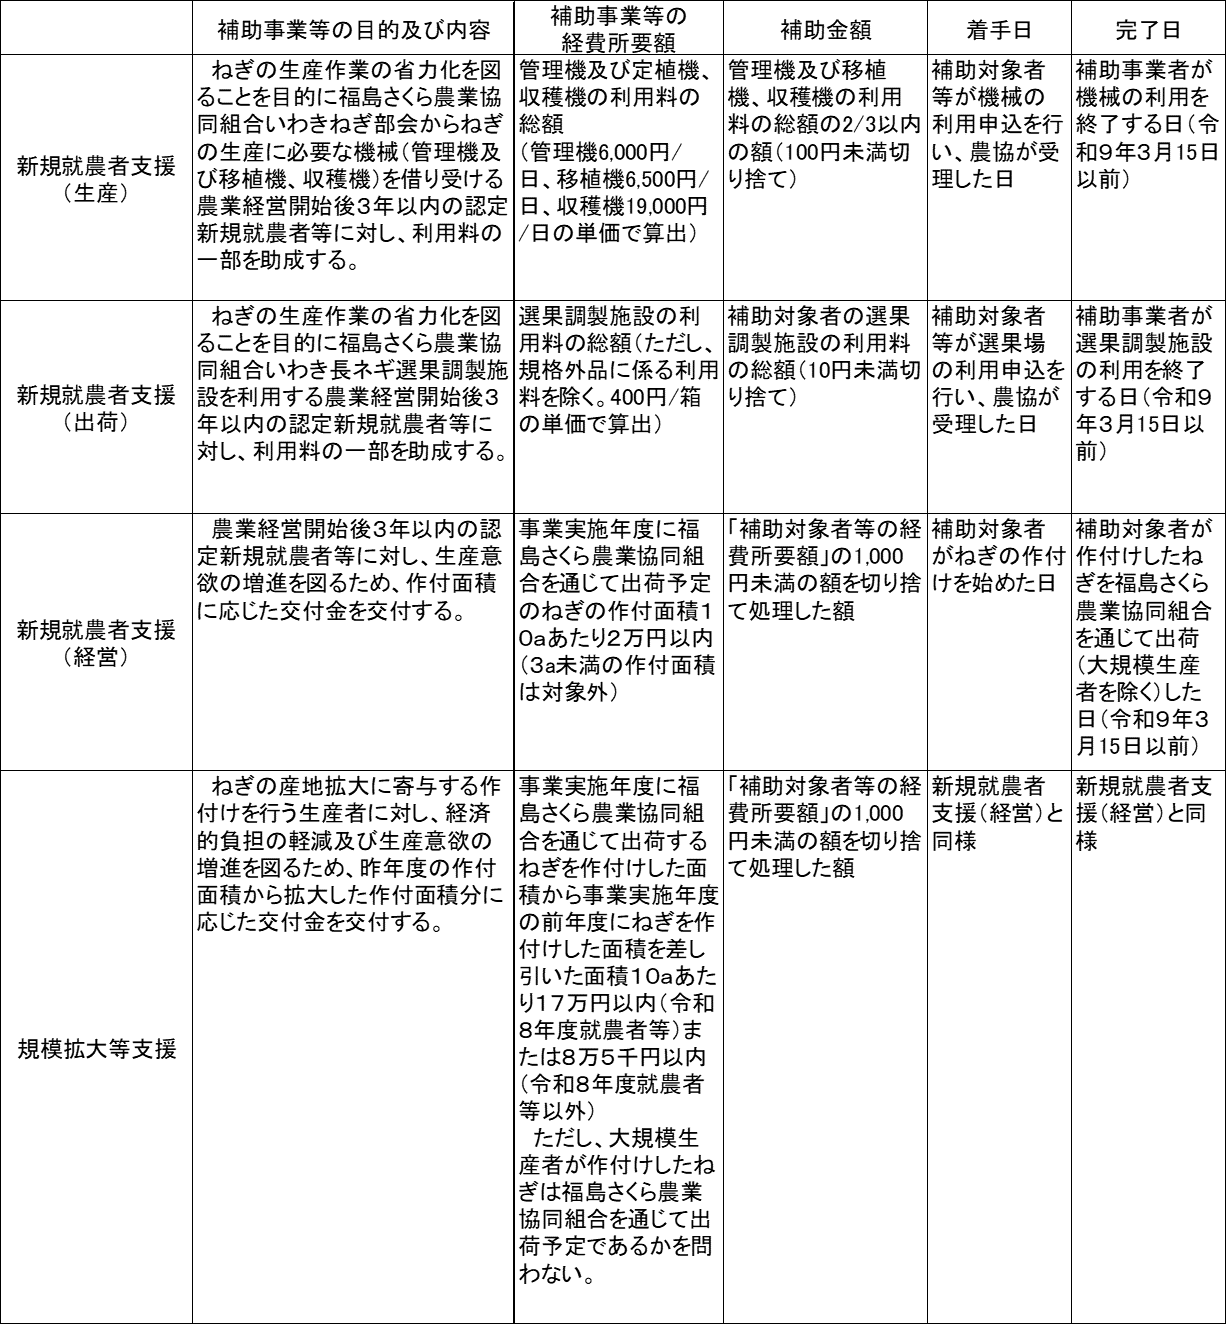 補助事業等の目的及び内容
補助事業等の
経費所要額
補助金額
着手日
完了日
新規就農者支援
（生産）
ねぎの生産作業の省力化を図
ることを目的に福島さくら農業協
同組合いわきねぎ部会からねぎ
の生産に必要な機械（管理機及
び移植機、収穫機）を借り受ける
農業経営開始後３年以内の認定
新規就農者等に対し、利用料の
一部を助成する。
管理機及び定植機、
収穫機の利用料の
総額
（管理機6,000円/
日、移植機6,500円/
日、収穫機19,000円
/日の単価で算出）
管理機及び移植
機、収穫機の利用
料の総額の2/3以内
の額（100円未満切
り捨て）
補助対象者
等が機械の
利用申込を行
い、農協が受
理した日
補助事業者が
機械の利用を
終了する日（令
和９年３月15日
以前）
新規就農者支援
（出荷）
ねぎの生産作業の省力化を図
ることを目的に福島さくら農業協
同組合いわき長ネギ選果調製施
設を利用する農業経営開始後３
年以内の認定新規就農者等に
対し、利用料の一部を助成する。
選果調製施設の利
用料の総額（ただし、
規格外品に係る利用
料を除く。400円/箱
の単価で算出）
補助対象者の選果
調製施設の利用料
の総額（10円未満切
り捨て）
補助対象者
等が選果場
の利用申込を
行い、農協が
受理した日
補助事業者が
選果調製施設
の利用を終了
する日（令和９
年３月15日以
前）
新規就農者支援
（経営）
農業経営開始後３年以内の認
定新規就農者等に対し、生産意
欲の増進を図るため、作付面積
に応じた交付金を交付する。
事業実施年度に福
島さくら農業協同組
合を通じて出荷予定
のねぎの作付面積１
０ａあたり２万円以内
（３ａ未満の作付面積
は対象外）
「補助対象者等の経
費所要額」の1,000
円未満の額を切り捨
て処理した額
補助対象者
がねぎの作付
けを始めた日
補助対象者が
作付けしたね
ぎを福島さくら
農業協同組合
を通じて出荷
（大規模生産
者を除く）した
日（令和９年３
月15日以前）
規模拡大等支援
ねぎの産地拡大に寄与する作
付けを行う生産者に対し、経済
的負担の軽減及び生産意欲の
増進を図るため、昨年度の作付
面積から拡大した作付面積分に
応じた交付金を交付する。
事業実施年度に福
島さくら農業協同組
合を通じて出荷する
ねぎを作付けした面
積から事業実施年度
の前年度にねぎを作
付けした面積を差し
引いた面積１０ａあた
り１７万円以内（令和
８年度就農者等）ま
たは８万５千円以内
（令和８年度就農者
等以外）
ただし、大規模生
産者が作付けしたね
ぎは福島さくら農業
協同組合を通じて出
荷予定であるかを問
わない。
「補助対象者等の経
費所要額」の1,000
円未満の額を切り捨
て処理した額
新規就農者
支援（経営）と
同様
新規就農者支
援（経営）と同
様